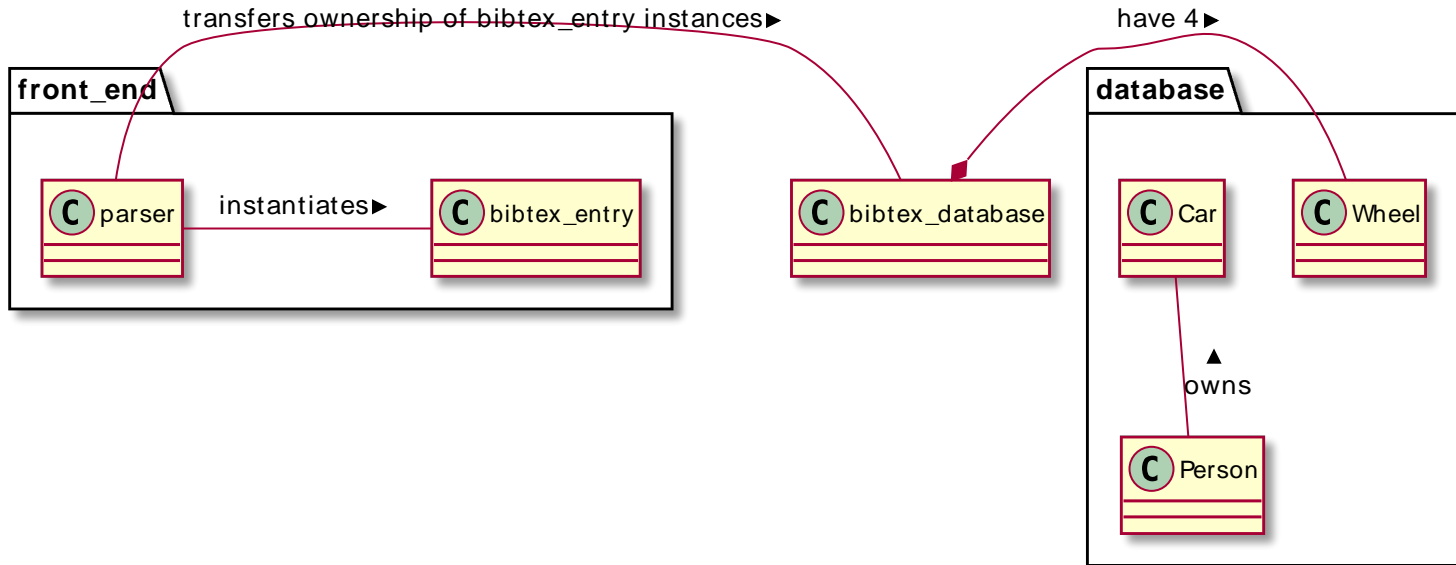 transfers ownership of bibtex_entry instances▶
have 4▶
front_end
database
C parser
instantiates▶
C bibtex_entry
C bibtex_database
C Car
C Wheel
▲
owns
C Person